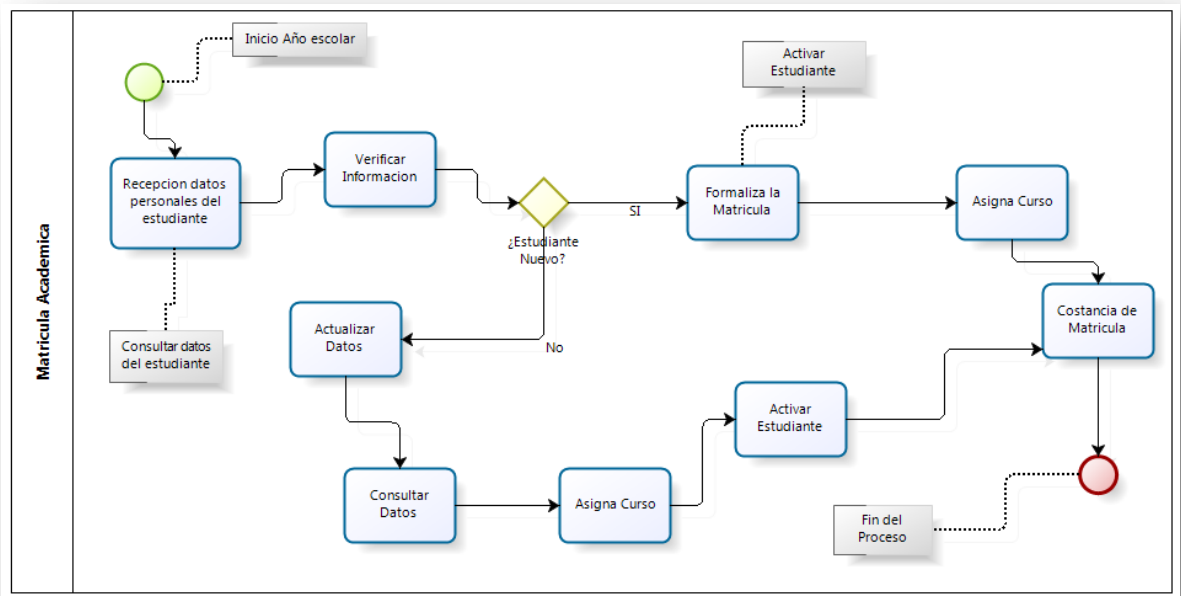 Matricula Academica
Inicio Año escolar
Activar
Estudiante
Recepcion datos
personales del
estudiante
Verificar
Informacion
¿Estudiante
Nuevo?
SI
Formaliza la
Matricula
Asigna Curso
Consultar datos
del estudiante
Actualizar
Datos
No
Costancia de
Matricula
Consultar
Datos
Asigna Curso
Activar
Estudiante
Fin del
Proceso